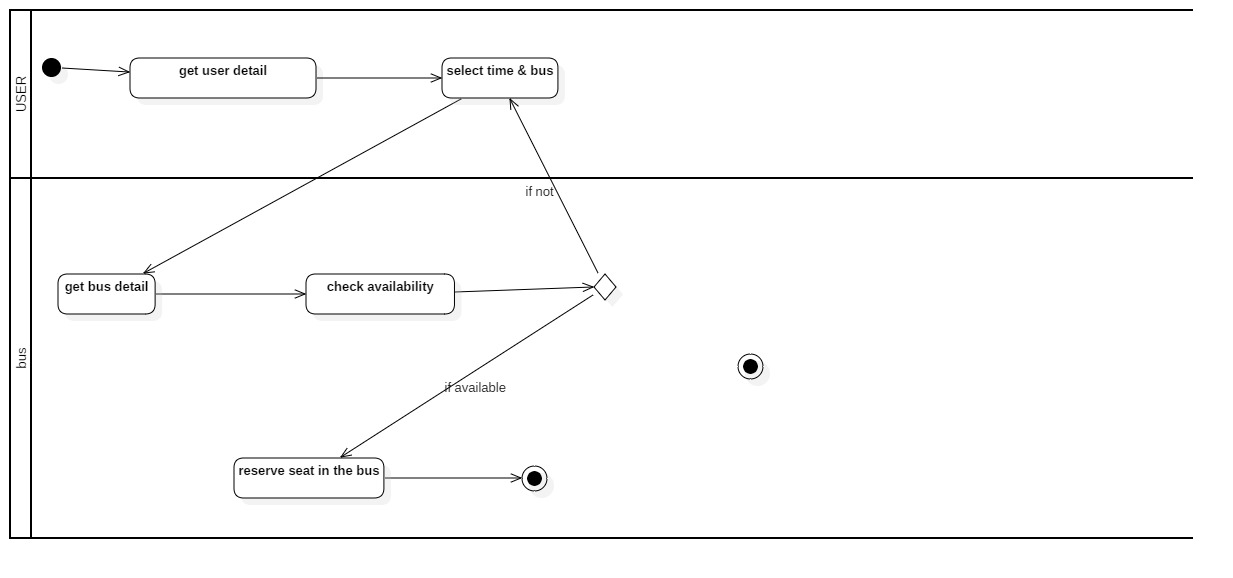 USER
get user detail
select time & bus
if not
bus
get bus detail
check availability
if available
reserve seat in the bus